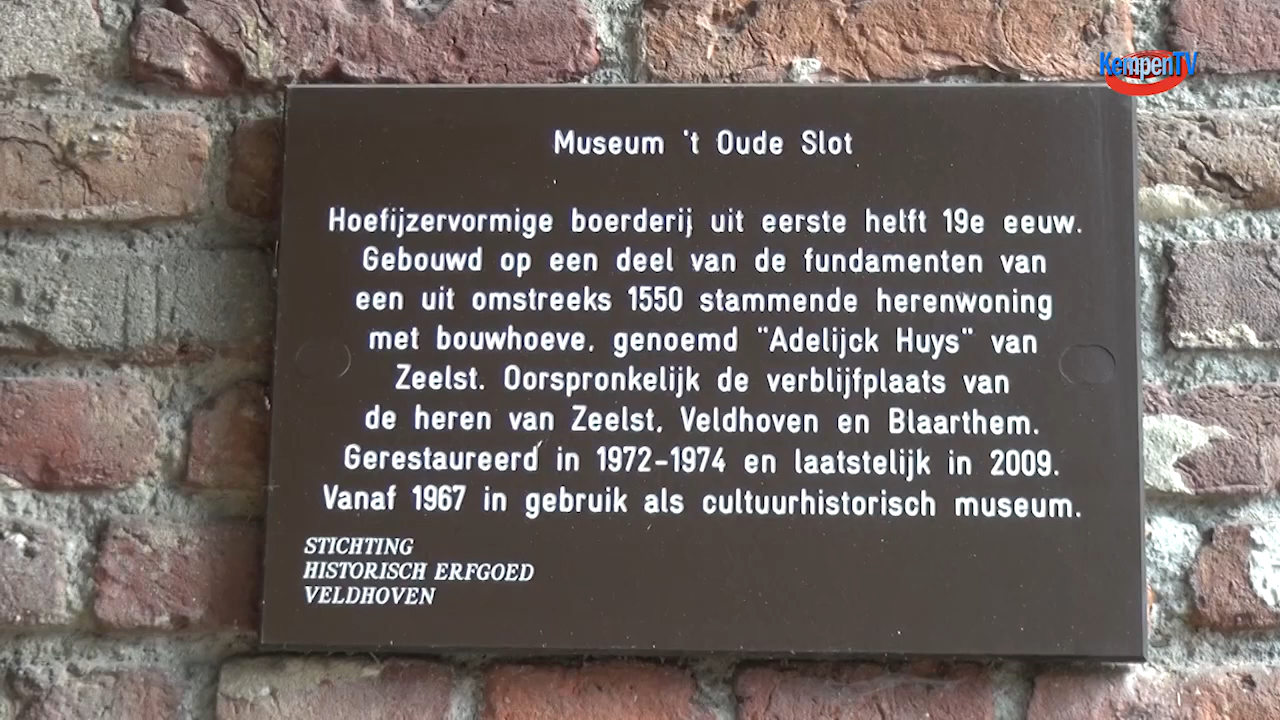 KempenTV
Museum 't Oude Slot
Hoefijzervormige boerderij uit eerste helft 19e eeuw.
Gebouwd op een deel van de fundamenten van
een uit omstreeks 1550 stammende herenwoning
met bouwhoeve, genoemd "Adelijck Huys" van
Zeelst. Oorspronkelijk de verblijfplaats van
de heren van Zeelst, Veldhoven en Blaarthem.
Gerestaureerd in 1972-1974 en laatstelijk in 2009.
Vanaf 1967 in gebruik als cultuurhistorisch museum.
STICHTING
HISTORISCH ERFGOED
VELDHOVEN